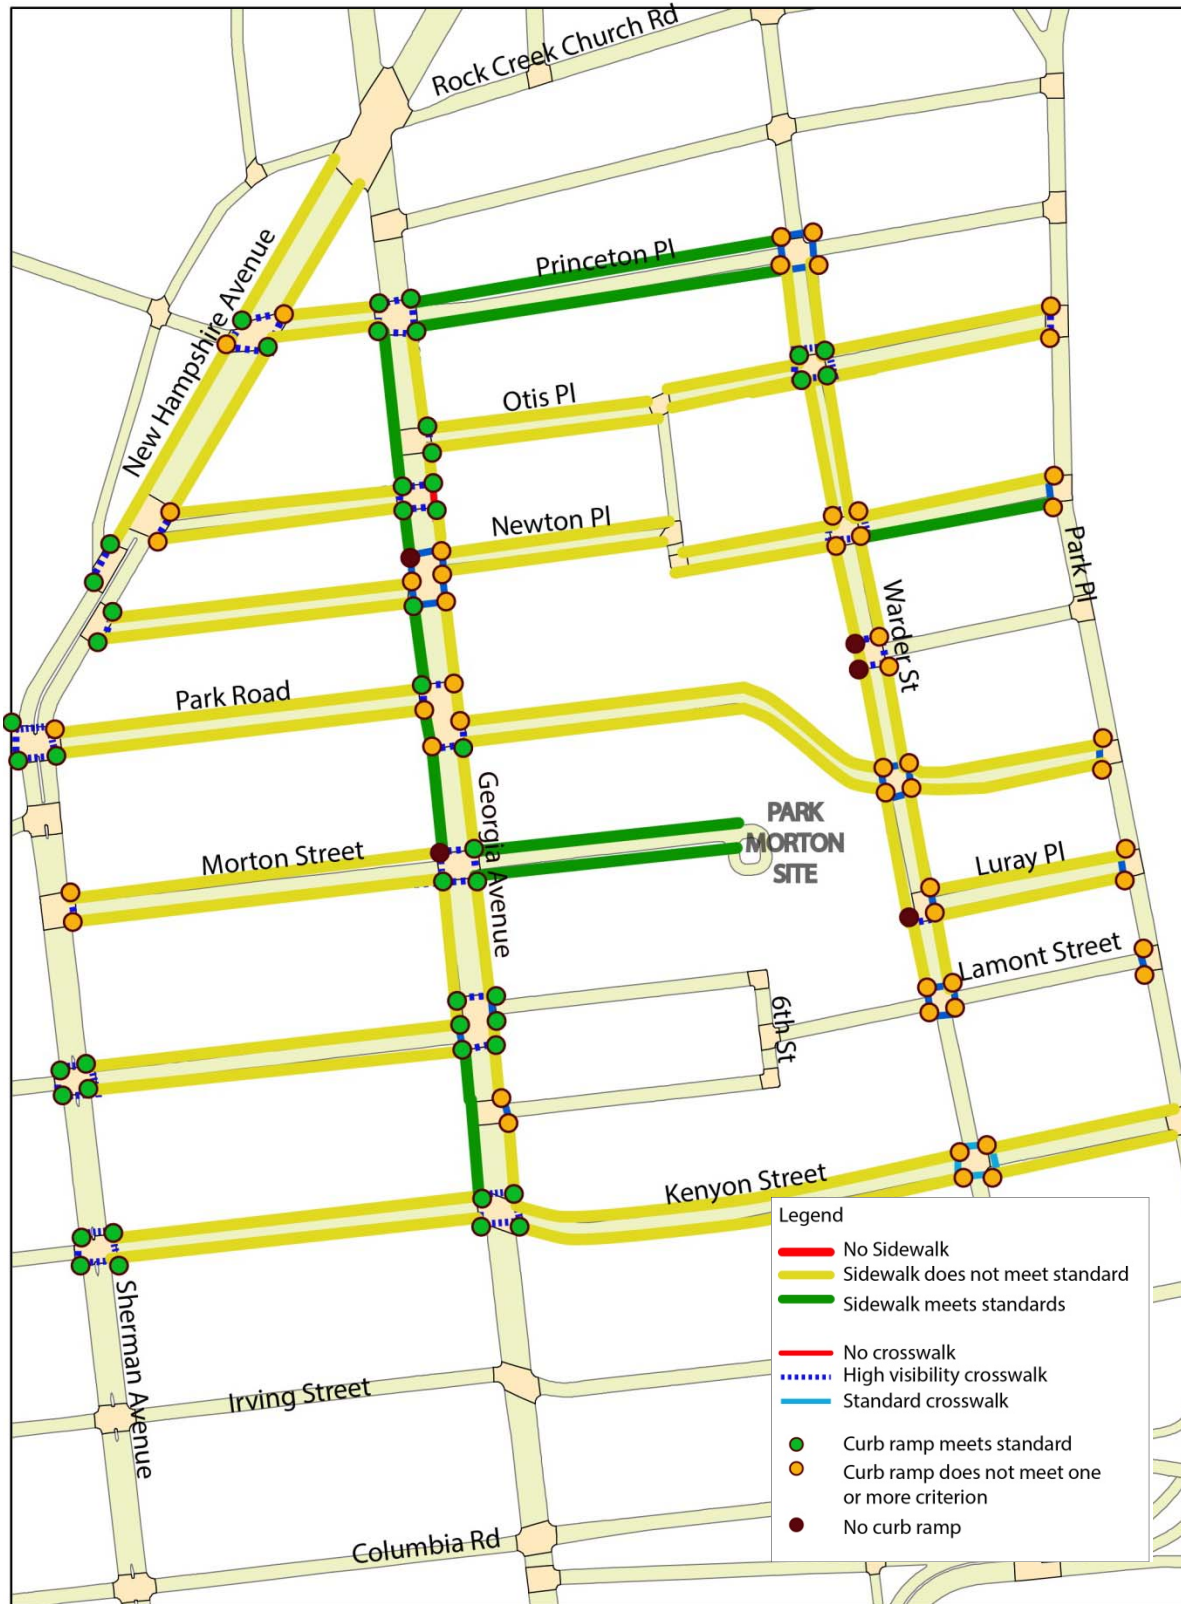 Rock Creek Church Rd
New Hampshire Avenue
Princeton Pl
Otis Pl
Newton Pl
Park Pl
Warder St
Park Road
Georgia Avenue
PARK
MORTON
SITE
Morton Street
Luray Pl
Lamont Street
6th St
Kenyon Street
Sherman Avenue
Irving Street
Columbia Rd
Legend
No Sidewalk
Sidewalk does not meet standard
Sidewalk meets standards
No crosswalk
High visibility crosswalk
Standard crosswalk
Curb ramp meets standard
Curb ramp does not meet one
or more criterion
No curb ramp